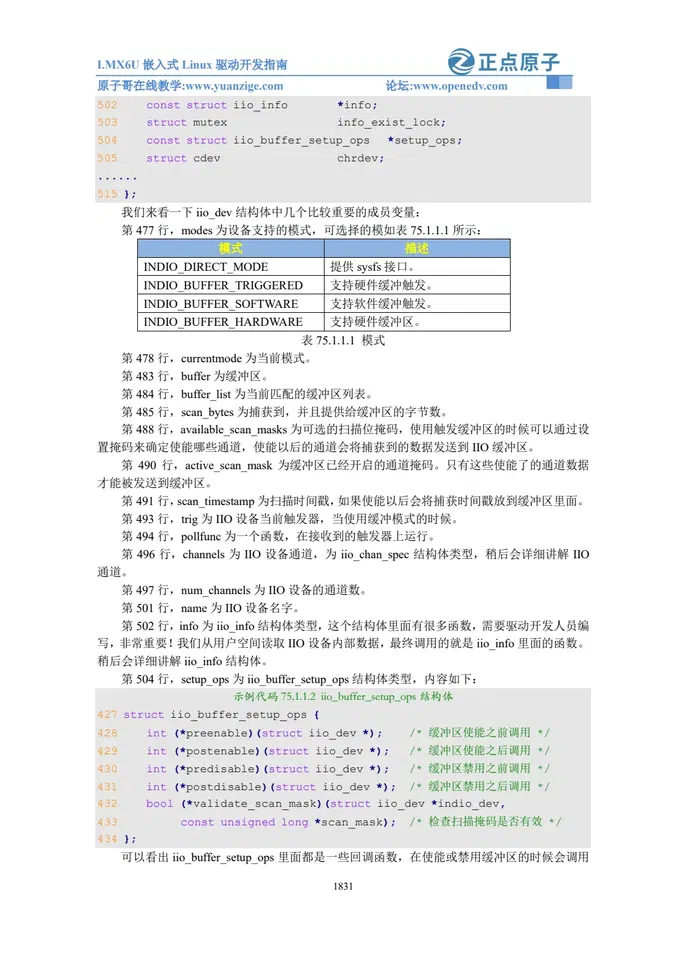 I.MX6U 嵌入式 Linux 驱动开发指南
正点原子
原子哥在线教学:www.yuanzige.com 论坛:www.openedv.com
502 const struct iio_info *info;
503 struct mutex info_exist_lock;
504 const struct iio_buffer_setup_ops *setup_ops;
505 struct cdev chrdev;
......
515 };
我们来看一下 iio_dev 结构体中几个比较重要的成员变量：
第 477 行，modes 为设备支持的模式，可选择的模如表 75.1.1.1 所示：
模式 描述
INDIO_DIRECT_MODE 提供 sysfs 接口。
INDIO_BUFFER_TRIGGERED 支持硬件缓冲触发。
INDIO_BUFFER_SOFTWARE 支持软件缓冲触发。
INDIO_BUFFER_HARDWARE 支持硬件缓冲区。
表 75.1.1.1 模式
第 478 行，currentmode 为当前模式。
第 483 行，buffer 为缓冲区。
第 484 行，buffer_list 为当前匹配的缓冲区列表。
第 485 行，scan_bytes 为捕获到，并且提供给缓冲区的字节数。
第 488 行，available_scan_masks 为可选的扫描位掩码，使用触发缓冲区的时候可以通过设
置掩码来确定使能哪些通道，使能以后的通道会将捕获到的数据发送到 IIO 缓冲区。
第 490 行，active_scan_mask 为缓冲区已经开启的通道掩码。只有这些使能了的通道数据
才能被发送到缓冲区。
第 491 行，scan_timestamp 为扫描时间戳，如果使能以后会将捕获时间戳放到缓冲区里面。
第 493 行，trig 为 IIO 设备当前触发器，当使用缓冲模式的时候。
第 494 行，pollfunc 为一个函数，在接收到的触发器上运行。
第 496 行，channels 为 IIO 设备通道，为 iio_chan_spec 结构体类型，稍后会详细讲解 IIO
通道。
第 497 行，num_channels 为 IIO 设备的通道数。
第 501 行，name 为 IIO 设备名字。
第 502 行，info 为 iio_info 结构体类型，这个结构体里面有很多函数，需要驱动开发人员编
写，非常重要！我们从用户空间读取 IIO 设备内部数据，最终调用的就是 iio_info 里面的函数。
稍后会详细讲解 iio_info 结构体。
第 504 行，setup_ops 为 iio_buffer_setup_ops 结构体类型，内容如下：
示例代码 75.1.1.2 iio_buffer_setup_ops 结构体
427 struct iio_buffer_setup_ops {
428 int (*preenable)(struct iio_dev *); /* 缓冲区使能之前调用 */
429 int (*postenable)(struct iio_dev *); /* 缓冲区使能之后调用 */
430 int (*predisable)(struct iio_dev *); /* 缓冲区禁用之前调用 */
431 int (*postdisable)(struct iio_dev *); /* 缓冲区禁用之后调用 */
432 bool (*validate_scan_mask)(struct iio_dev *indio_dev,
433 const unsigned long *scan_mask); /* 检查扫描掩码是否有效 */
434 };
可以看出 iio_buffer_setup_ops 里面都是一些回调函数，在使能或禁用缓冲区的时候会调用
1831